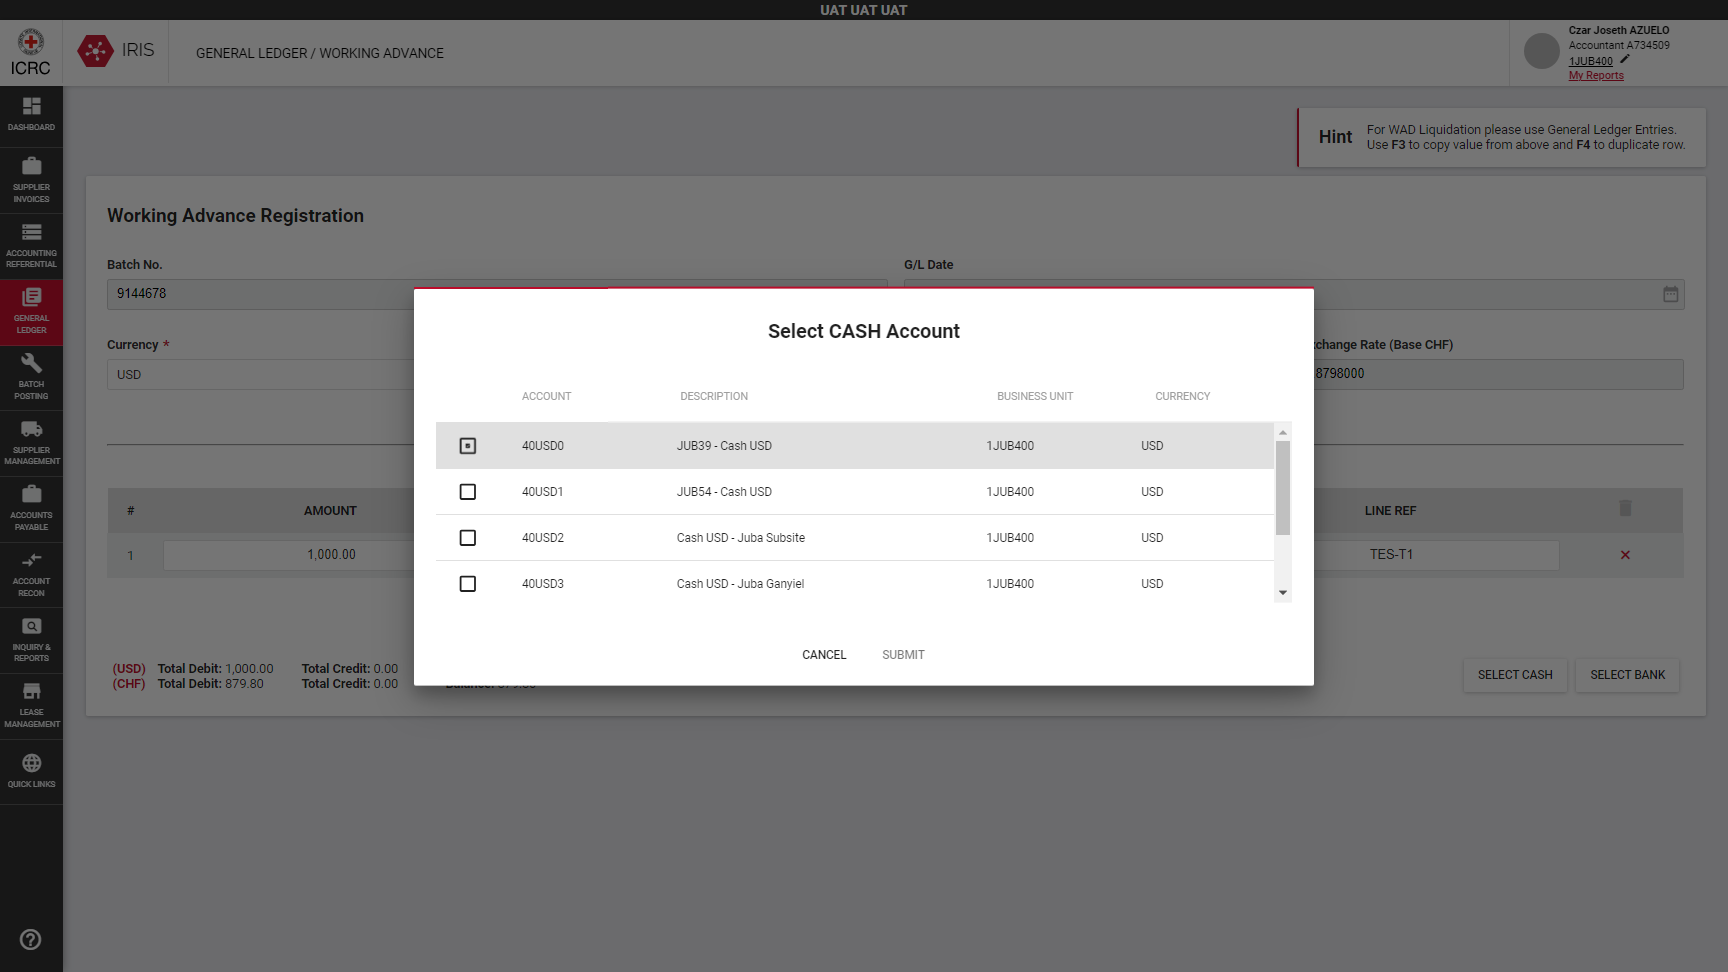 UAT UAT UAT
ICRC
IRIS
GENERAL LEDGER / WORKING ADVANCE
Czar Joseth AZUELO
Accountant A734509
1JUB400
My Reports
DASHBOARD
SUPPLIER
INVOICES
ACCOUNTING
REFERENTIAL
GENERAL
LEDGER
BATCH
POSTING
SUPPLIER
MANAGEMENT
ACCOUNTS
PAYABLE
ACCOUNT
RECON
INQUIRY &
REPORTS
LEASE
MANAGEMENT
QUICK LINKS
Hint
For WAD Liquidation please use General Ledger Entries.
Use F3 to copy value from above and F4 to duplicate row.
Working Advance Registration
Batch No.
G/L Date
9144678
Currency *
change Rate (Base CHF)
USD
8798000
# AMOUNT LINE REF
1 1,000.00 TES-T1
Select CASH Account
ACCOUNT DESCRIPTION BUSINESS UNIT CURRENCY
40USD0 JUB39 - Cash USD 1JUB400 USD
40USD1 JUB54 - Cash USD 1JUB400 USD
40USD2 Cash USD - Juba Subsite 1JUB400 USD
40USD3 Cash USD - Juba Ganyiel 1JUB400 USD
CANCEL SUBMIT
(USD) Total Debit: 1,000.00 Total Credit: 0.00
(CHF) Total Debit: 879.80 Total Credit: 0.00
SELECT CASH SELECT BANK